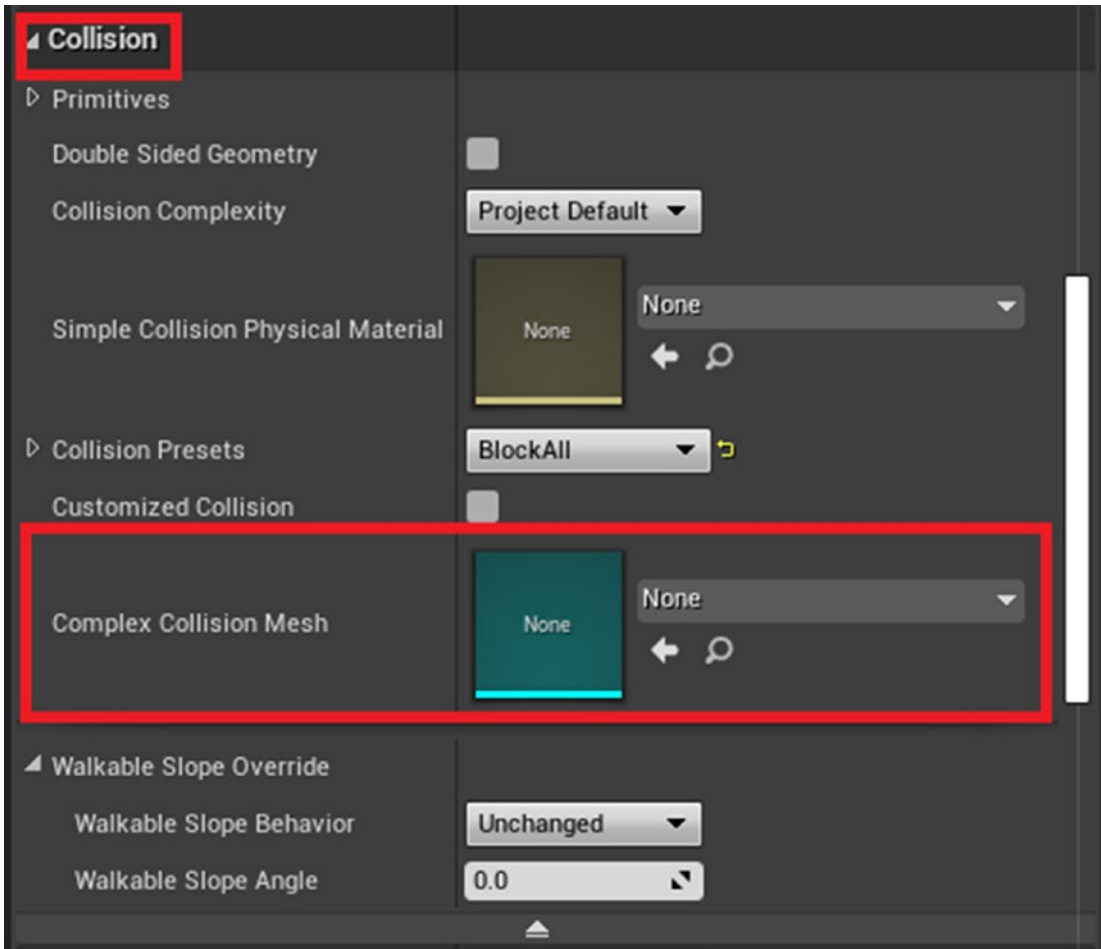 Collision
Primitives
Double Sided Geometry
Collision Complexity Project Default
Simple Collision Physical Material None None
Collision Presets BlockAll
Customized Collision
Complex Collision Mesh None None
Walkable Slope Override
Walkable Slope Behavior Unchanged
Walkable Slope Angle 0.0